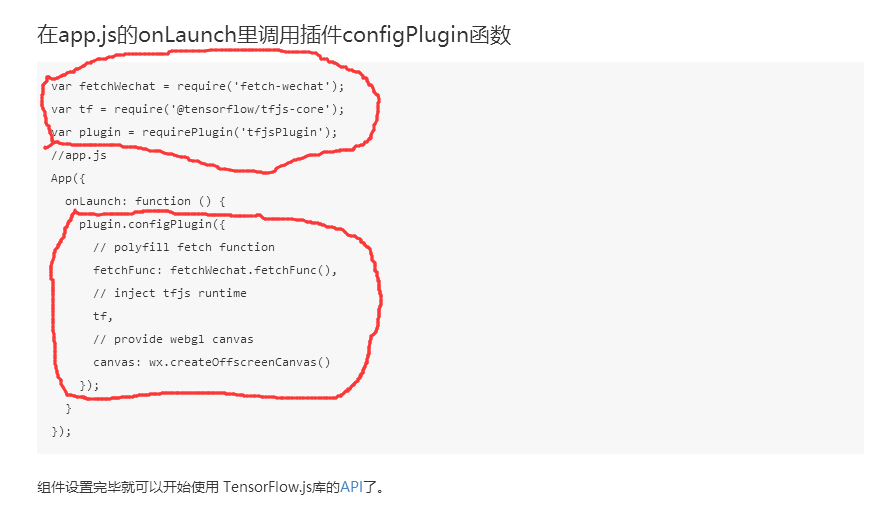 在app.js的onLaunch里调用插件configPlugin函数
var fetchWechat = require('fetch-wechat');
var tf = require('@tensorflow/tfjs-core');
var plugin = requirePlugin('tfjsPlugin');
//app.js
App({
  onLaunch: function () {
    plugin.configPlugin({
      // polyfill fetch function
      fetchFunc: fetchWechat.fetchFunc(),
      // inject tfjs runtime
      tf,
      // provide webgl canvas
      canvas: wx.createOffscreenCanvas()
    });
  }
});
组件设置完毕就可以开始使用 TensorFlow.js库的API了。